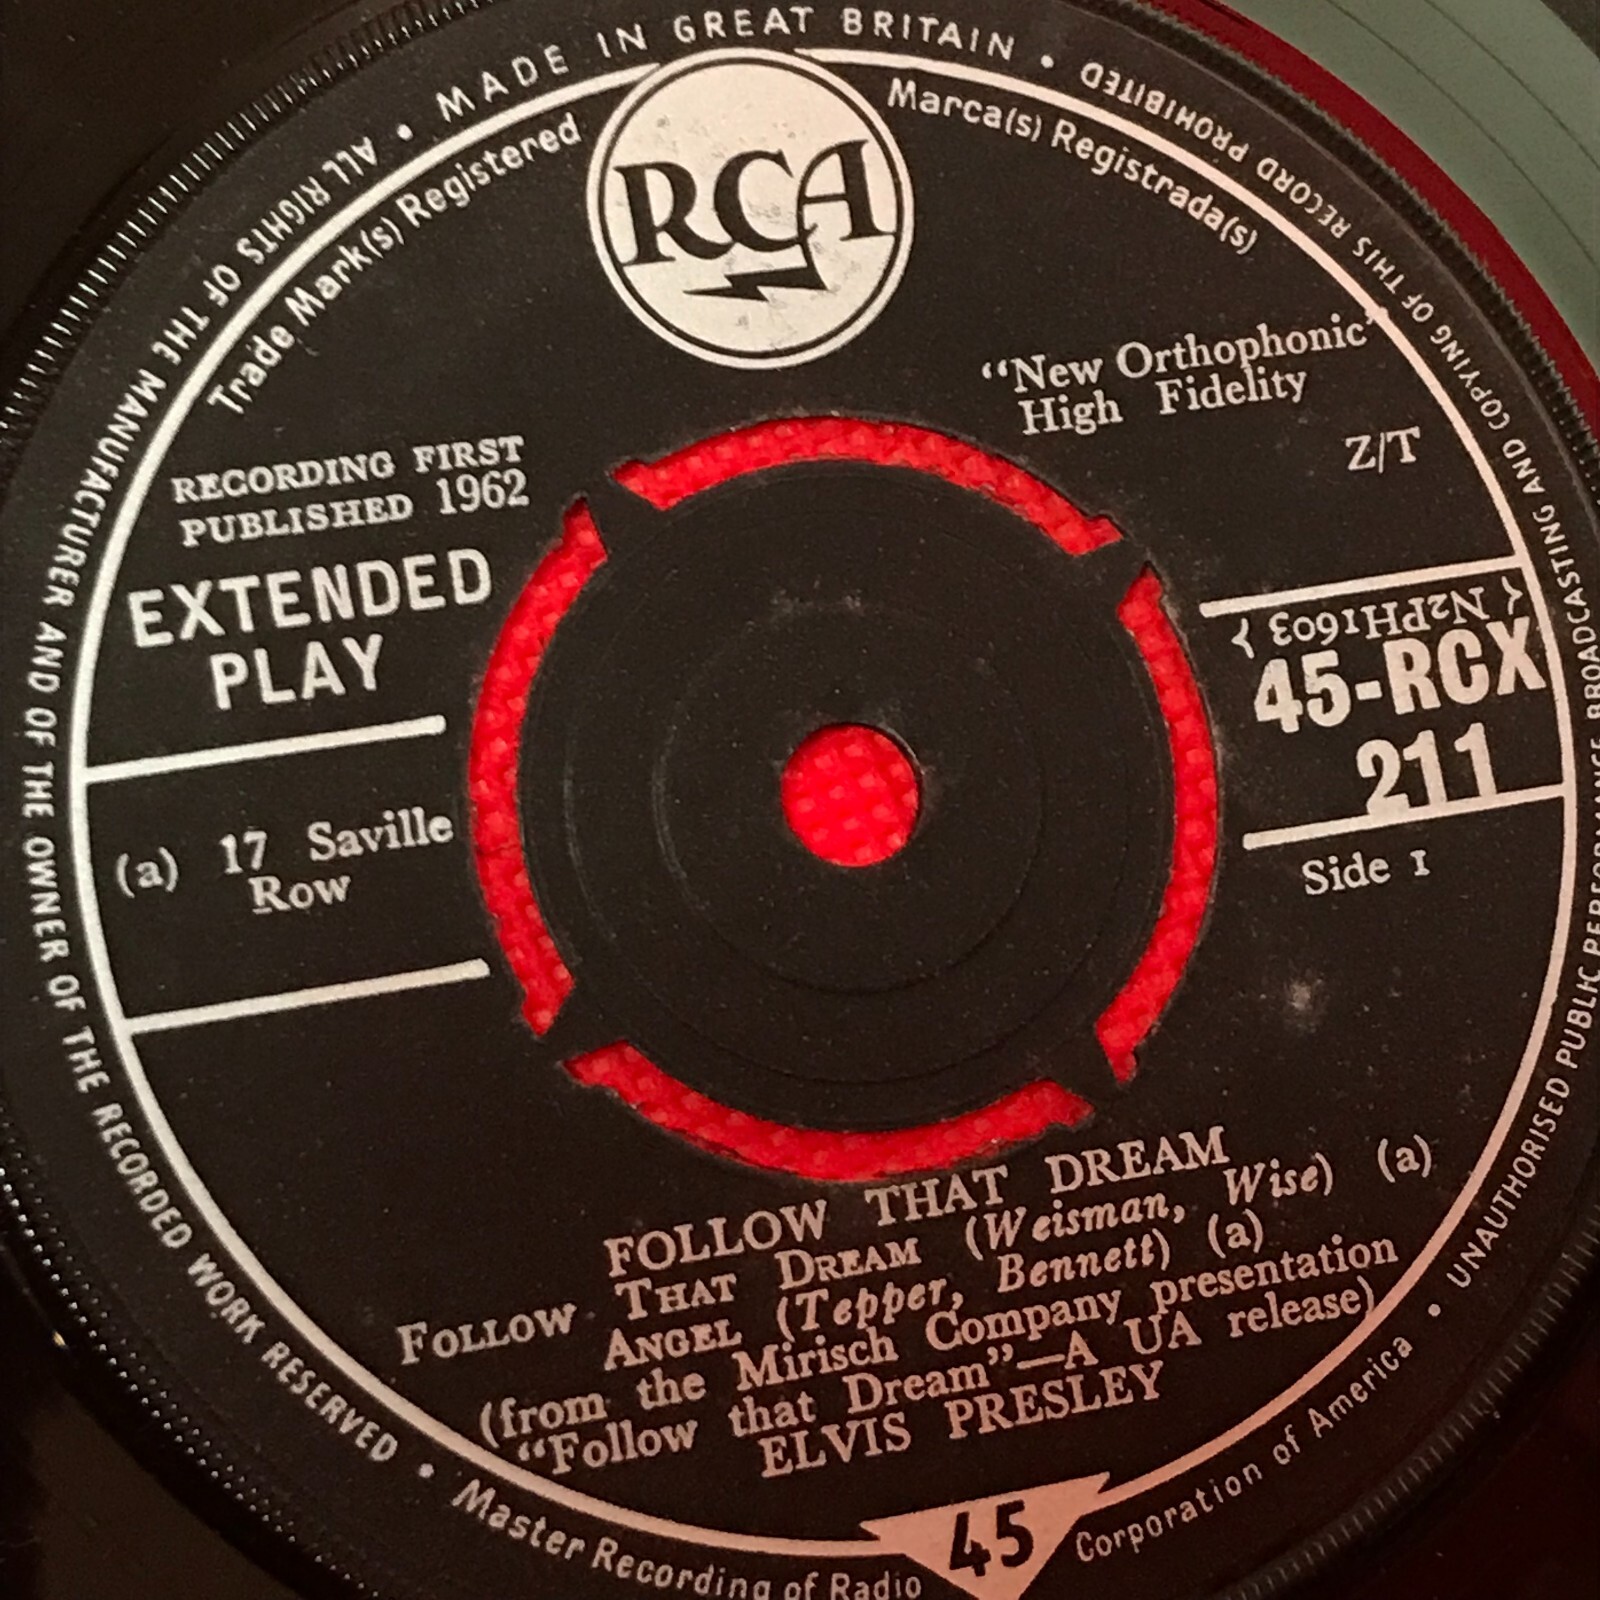 MADE IN GREAT BRITAIN •
ALL RIGHTS OF THE MANUFACTURER AND OF THE OWNER OF THE RECORDED WORK RESERVED •
UNAUTHORISED PUBLIC PERFORMANCE BROADCASTING AND COPYING OF THIS RECORD PROHIBITED •
Trade Mark(s) Registered
RCA
Marca(s) Registrada(s)
"New Orthophonic"
High Fidelity
Z/T
RECORDING FIRST
PUBLISHED 1962
EXTENDED
PLAY
(N2PH1603)
45-RCX
211
Side 1
(a) 17 Saville
Row
FOLLOW THAT DREAM
FOLLOW THAT DREAM (Weisman, Wise) (a)
ANGEL (Tepper, Bennett) (a)
(from the Mirisch Company presentation
"Follow that Dream"—A UA release)
ELVIS PRESLEY
45
Master Recording of Radio Corporation of America •